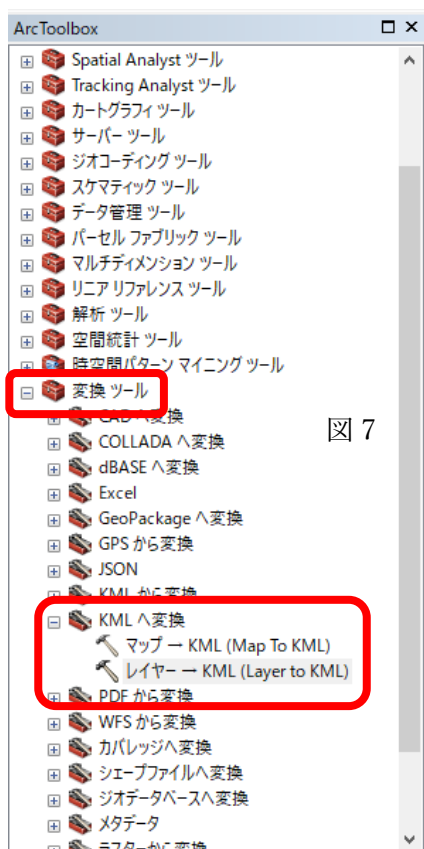 ArcToolbox
Spatial Analyst ツール
Tracking Analyst ツール
カートグラフィ ツール
サーバー ツール
ジオコーディング ツール
スケマティック ツール
データ管理 ツール
パーセル ファブリック ツール
マルチディメンション ツール
リニア リファレンス ツール
解析 ツール
空間統計 ツール
時空間パターン マイニング ツール
変換 ツール
CAD へ変換
図 7
COLLADA へ変換
dBASE へ変換
Excel
GeoPackage へ変換
GPS から変換
JSON
KML から変換
KML へ変換
マップ → KML (Map To KML)
レイヤー → KML (Layer to KML)
PDF から変換
WFS から変換
カバレッジへ変換
シェープファイルへ変換
ジオデータベースへ変換
メタデータ
ラスターから変換